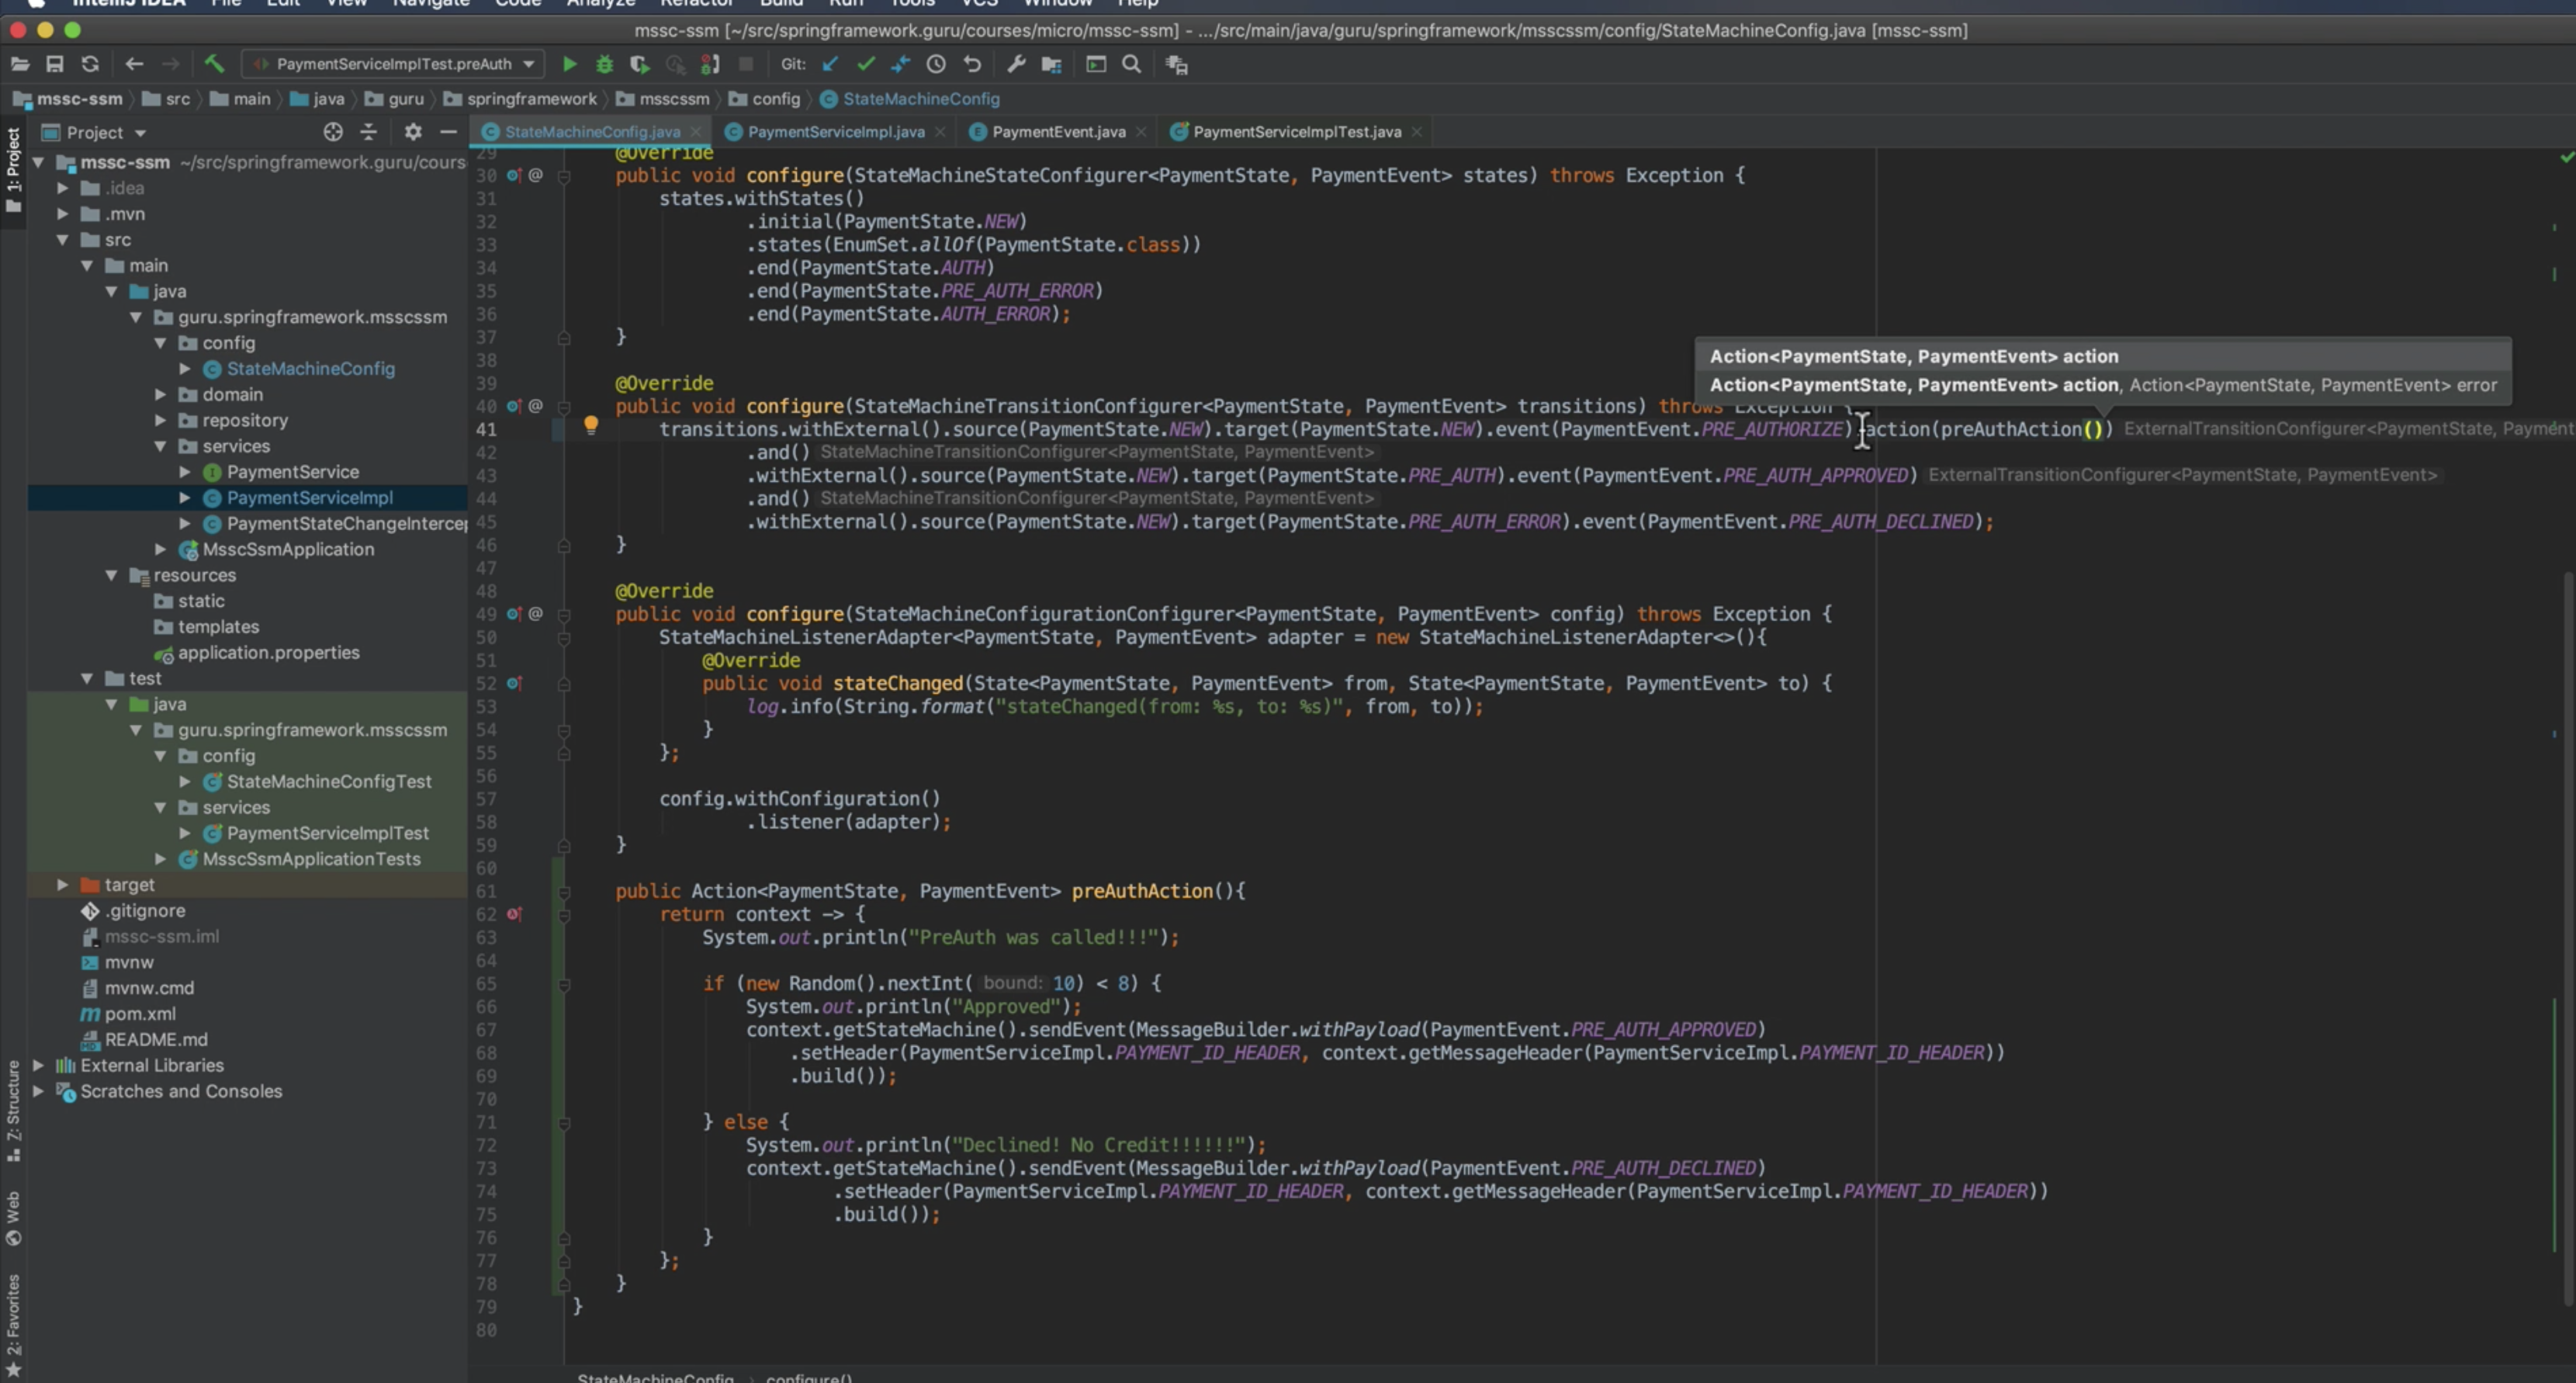 IntelliJ IDEA File Edit View Navigate Code Analyze Refactor Build Run Tools VCS Window Help
mssc-ssm [~/src/springframework.guru/courses/micro/mssc-ssm] - .../src/main/java/guru/springframework/msscssm/config/StateMachineConfig.java [mssc-ssm]
PaymentServiceImplTest.preAuth Git:
mssc-ssm src main java guru springframework msscssm config StateMachineConfig
Project StateMachineConfig.java PaymentServiceImpl.java PaymentEvent.java PaymentServiceImplTest.java
1: Project
mssc-ssm ~/src/springframework.guru/cours
.idea
.mvn
src
main
java
guru.springframework.msscssm
config
StateMachineConfig
domain
repository
services
PaymentService
PaymentServiceImpl
PaymentStateChangeIntercep
MsscSsmApplication
resources
static
templates
application.properties
test
java
guru.springframework.msscssm
config
StateMachineConfigTest
services
PaymentServiceImplTest
MsscSsmApplicationTests
target
.gitignore
mssc-ssm.iml
mvnw
mvnw.cmd
pom.xml
README.md
External Libraries
Scratches and Consoles
Z: Structure
Web
2: Favorites
29 @Override
30 public void configure(StateMachineStateConfigurer<PaymentState, PaymentEvent> states) throws Exception {
31 states.withStates()
32 .initial(PaymentState.NEW)
33 .states(EnumSet.allOf(PaymentState.class))
34 .end(PaymentState.AUTH)
35 .end(PaymentState.PRE_AUTH_ERROR)
36 .end(PaymentState.AUTH_ERROR);
37 }
38
Action<PaymentState, PaymentEvent> action
Action<PaymentState, PaymentEvent> action, Action<PaymentState, PaymentEvent> error
39 @Override
40 public void configure(StateMachineTransitionConfigurer<PaymentState, PaymentEvent> transitions) throws Exception {
41 transitions.withExternal().source(PaymentState.NEW).target(PaymentState.NEW).event(PaymentEvent.PRE_AUTHORIZE).action(preAuthAction()) ExternalTransitionConfigurer<PaymentState, Payment
42 .and() StateMachineTransitionConfigurer<PaymentState, PaymentEvent>
43 .withExternal().source(PaymentState.NEW).target(PaymentState.PRE_AUTH).event(PaymentEvent.PRE_AUTH_APPROVED) ExternalTransitionConfigurer<PaymentState, PaymentEvent>
44 .and() StateMachineTransitionConfigurer<PaymentState, PaymentEvent>
45 .withExternal().source(PaymentState.NEW).target(PaymentState.PRE_AUTH_ERROR).event(PaymentEvent.PRE_AUTH_DECLINED);
46 }
47
48 @Override
49 public void configure(StateMachineConfigurationConfigurer<PaymentState, PaymentEvent> config) throws Exception {
50 StateMachineListenerAdapter<PaymentState, PaymentEvent> adapter = new StateMachineListenerAdapter<>(){
51 @Override
52 public void stateChanged(State<PaymentState, PaymentEvent> from, State<PaymentState, PaymentEvent> to) {
53 log.info(String.format("stateChanged(from: %s, to: %s)", from, to));
54 }
55 };
56
57 config.withConfiguration()
58 .listener(adapter);
59 }
60
61 public Action<PaymentState, PaymentEvent> preAuthAction(){
62 return context -> {
63 System.out.println("PreAuth was called!!!");
64
65 if (new Random().nextInt( bound: 10) < 8) {
66 System.out.println("Approved");
67 context.getStateMachine().sendEvent(MessageBuilder.withPayload(PaymentEvent.PRE_AUTH_APPROVED)
68 .setHeader(PaymentServiceImpl.PAYMENT_ID_HEADER, context.getMessageHeader(PaymentServiceImpl.PAYMENT_ID_HEADER))
69 .build());
70
71 } else {
72 System.out.println("Declined! No Credit!!!!!!");
73 context.getStateMachine().sendEvent(MessageBuilder.withPayload(PaymentEvent.PRE_AUTH_DECLINED)
74 .setHeader(PaymentServiceImpl.PAYMENT_ID_HEADER, context.getMessageHeader(PaymentServiceImpl.PAYMENT_ID_HEADER))
75 .build());
76 }
77 };
78 }
79 }
80
StateMachineConfig configure()